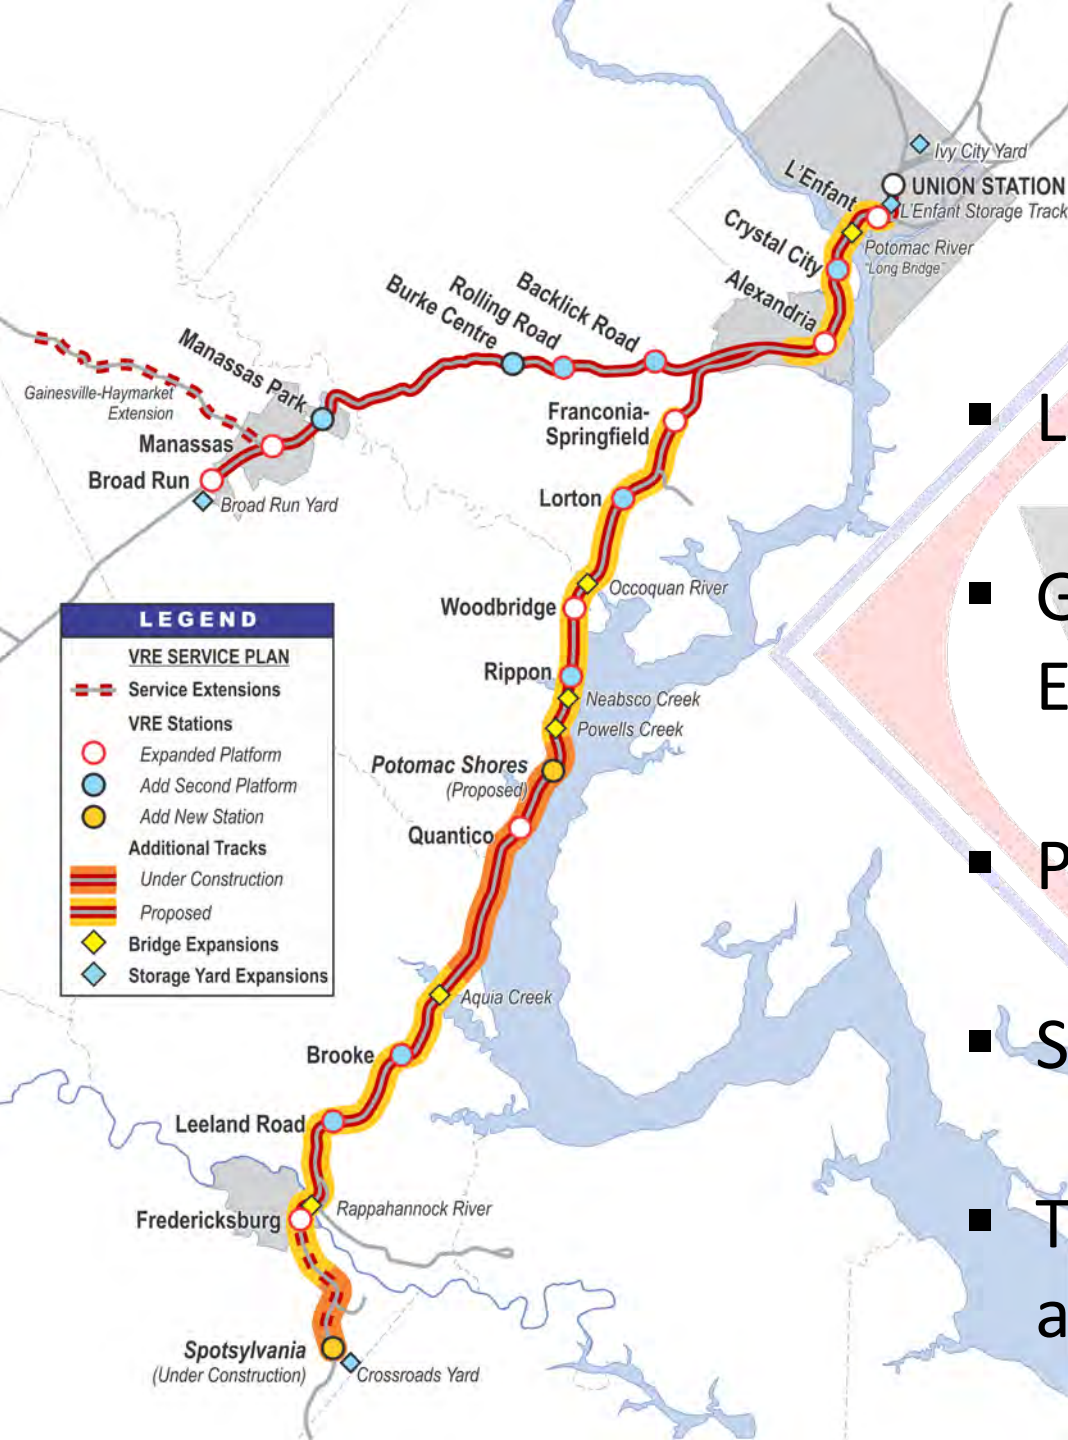 Ivy City Yard
UNION STATION
L'Enfant Storage Track
L'Enfant
Potomac River
"Long Bridge"
Crystal City
Alexandria
Backlick Road
Rolling Road
Burke Centre
Manassas Park
Gainesville-Haymarket
Extension
Manassas
Broad Run
Broad Run Yard
Franconia-
Springfield
Lorton
Occoquan River
Woodbridge
Rippon
Neabsco Creek
Powells Creek
Potomac Shores
(Proposed)
Quantico
Aquia Creek
Brooke
Leeland Road
Rappahannock River
Fredericksburg
Spotsylvania
(Under Construction)
Crossroads Yard
LEGEND
VRE SERVICE PLAN
Service Extensions
VRE Stations
Expanded Platform
Add Second Platform
Add New Station
Additional Tracks
Under Construction
Proposed
Bridge Expansions
Storage Yard Expansions
▪ L
▪ G
E
▪ P
▪ S
▪ T
a